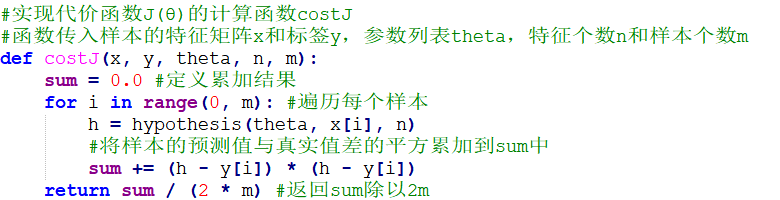 #实现代价函数J(θ)的计算函数costJ
#函数传入样本的特征矩阵x和标签y，参数列表theta，特征个数n和样本个数m
def costJ(x, y, theta, n, m):
    sum = 0.0 #定义累加结果
    for i in range(0, m): #遍历每个样本
        h = hypothesis(theta, x[i], n)
        #将样本的预测值与真实值差的平方累加到sum中
        sum += (h - y[i]) * (h - y[i])
    return sum / (2 * m) #返回sum除以2m